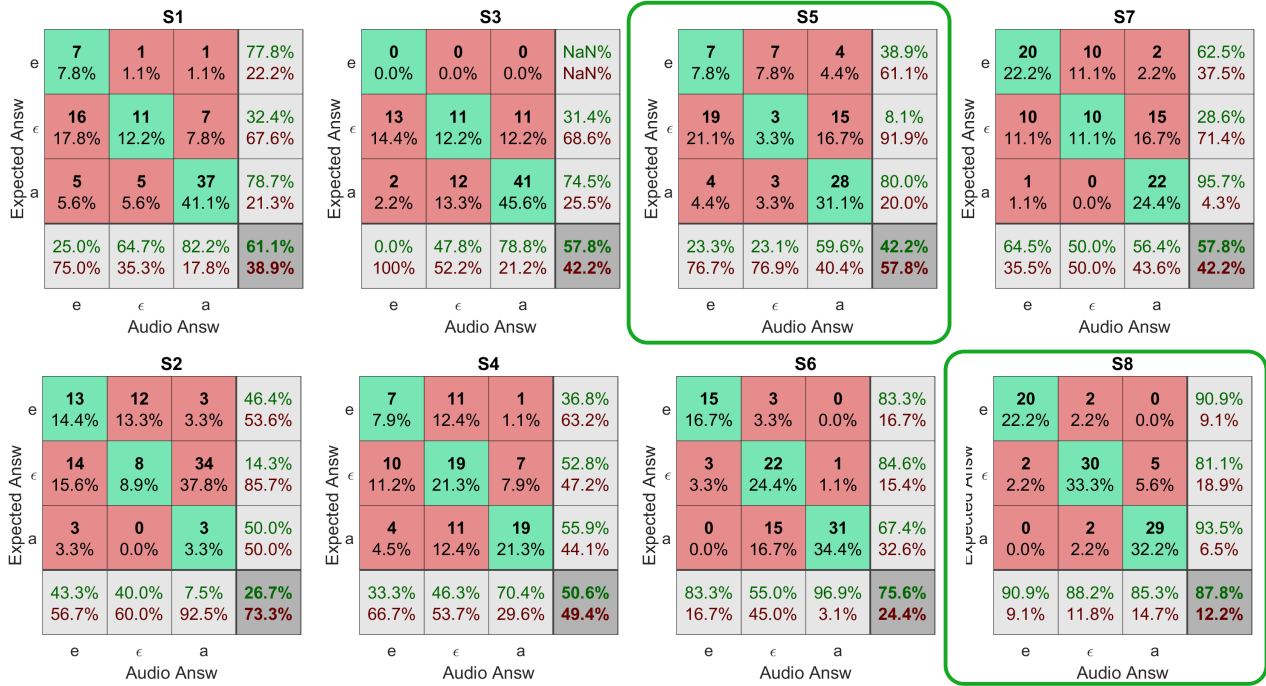 S1 S3 S5 S7
7 1 1 77.8% 0 0 0 NaN% 7 7 4 38.9% 20 10 2 62.5%
e e e e
7.8% 1.1% 1.1% 22.2% 0.0% 0.0% 0.0% NaN% 7.8% 7.8% 4.4% 61.1% 22.2% 11.1% 2.2% 37.5%
16 11 7 32.4% 13 11 11 31.4% 19 3 15 8.1% 10 10 15 28.6%
ϵ ϵ ϵ ϵ
17.8% 12.2% 7.8% 67.6% 14.4% 12.2% 12.2% 68.6% 21.1% 3.3% 16.7% 91.9% 11.1% 11.1% 16.7% 71.4%
Expected Answ Expected Answ Expected Answ Expected Answ
5 5 37 78.7% 2 12 41 74.5% 4 3 28 80.0% 1 0 22 95.7%
a a a a
5.6% 5.6% 41.1% 21.3% 2.2% 13.3% 45.6% 25.5% 4.4% 3.3% 31.1% 20.0% 1.1% 0.0% 24.4% 4.3%
25.0% 64.7% 82.2% 61.1% 0.0% 47.8% 78.8% 57.8% 23.3% 23.1% 59.6% 42.2% 64.5% 50.0% 56.4% 57.8%
75.0% 35.3% 17.8% 38.9% 100% 52.2% 21.2% 42.2% 76.7% 76.9% 40.4% 57.8% 35.5% 50.0% 43.6% 42.2%
e ϵ a e ϵ a e ϵ a e ϵ a
Audio Answ Audio Answ Audio Answ Audio Answ
S2 S4 S6 S8
13 12 3 46.4% 7 11 1 36.8% 15 3 0 83.3% 20 2 0 90.9%
e e e e
14.4% 13.3% 3.3% 53.6% 7.9% 12.4% 1.1% 63.2% 16.7% 3.3% 0.0% 16.7% 22.2% 2.2% 0.0% 9.1%
14 8 34 14.3% 10 19 7 52.8% 3 22 1 84.6% 2 30 5 81.1%
ϵ ϵ ϵ ϵ
15.6% 8.9% 37.8% 85.7% 11.2% 21.3% 7.9% 47.2% 3.3% 24.4% 1.1% 15.4% 2.2% 33.3% 5.6% 18.9%
Expected Answ Expected Answ Expected Answ Expected Answ
3 0 3 50.0% 4 11 19 55.9% 0 15 31 67.4% 0 2 29 93.5%
a a a a
3.3% 0.0% 3.3% 50.0% 4.5% 12.4% 21.3% 44.1% 0.0% 16.7% 34.4% 32.6% 0.0% 2.2% 32.2% 6.5%
43.3% 40.0% 7.5% 26.7% 33.3% 46.3% 70.4% 50.6% 83.3% 55.0% 96.9% 75.6% 90.9% 88.2% 85.3% 87.8%
56.7% 60.0% 92.5% 73.3% 66.7% 53.7% 29.6% 49.4% 16.7% 45.0% 3.1% 24.4% 9.1% 11.8% 14.7% 12.2%
e ϵ a e ϵ a e ϵ a e ϵ a
Audio Answ Audio Answ Audio Answ Audio Answ